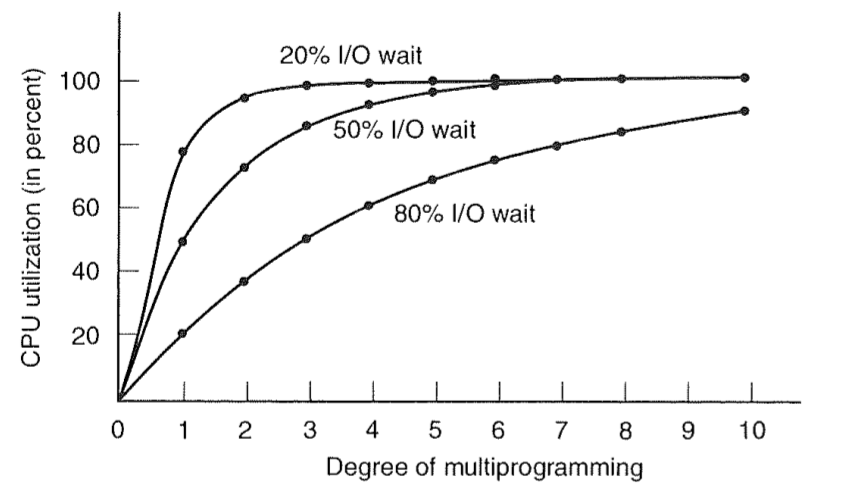 20% I/O wait
100
50% I/O wait
80
60
80% I/O wait
40
20
CPU utilization (in percent)
0 1 2 3 4 5 6 7 8 9 10
Degree of multiprogramming